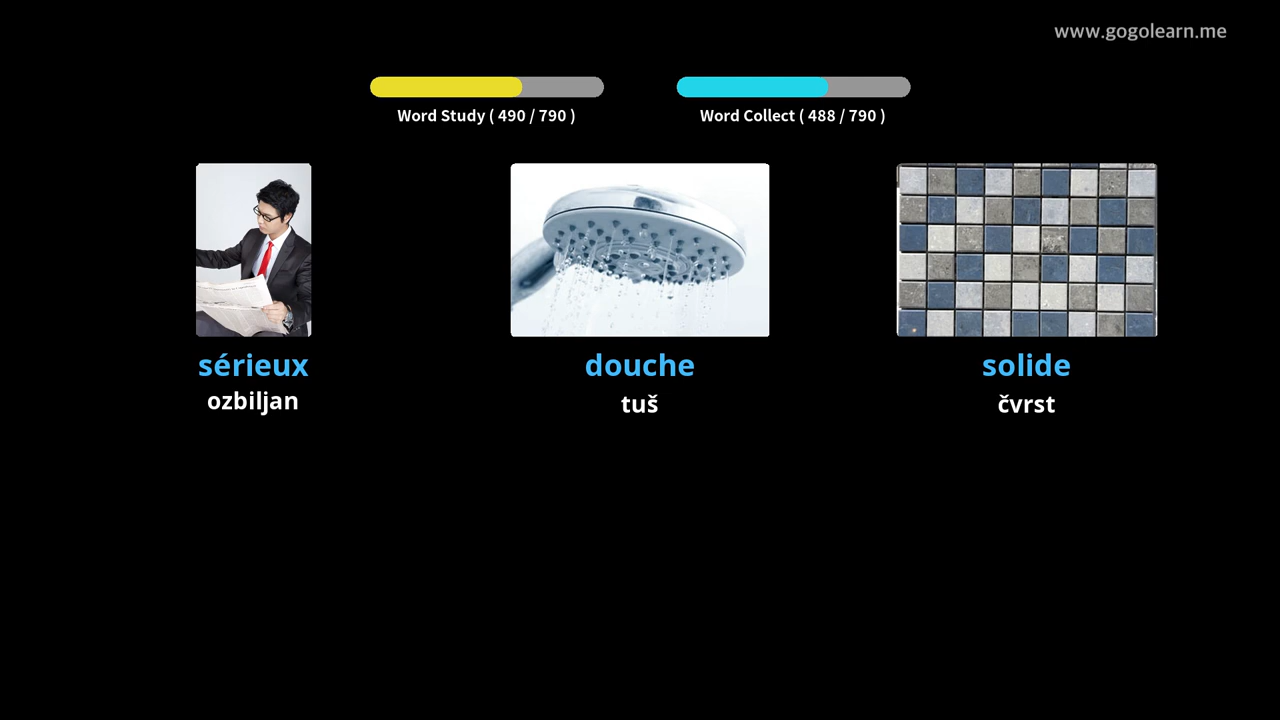 www.gogolearn.me
Word Study ( 490 / 790 )
Word Collect ( 488 / 790 )
sérieux
ozbiljan
douche
tuš
solide
čvrst